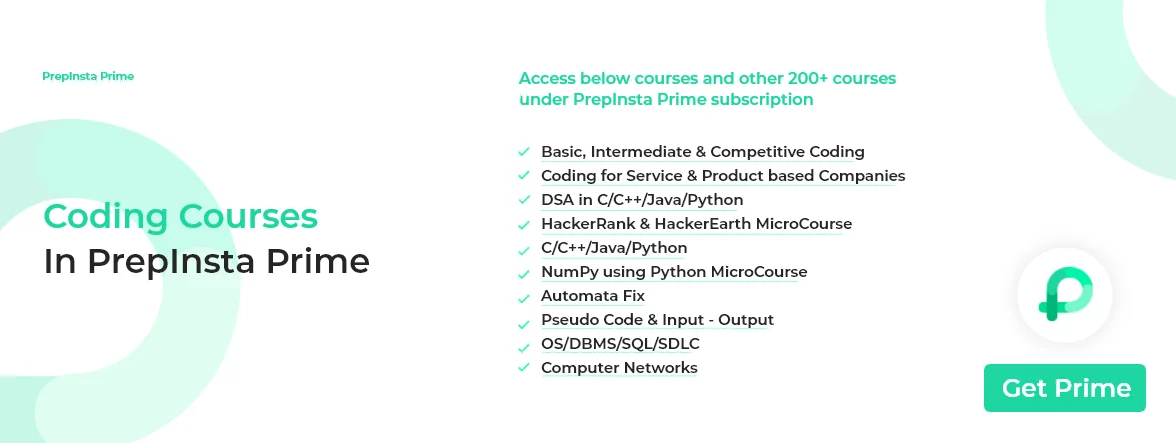 PrepInsta Prime
Coding Courses
In PrepInsta Prime
Access below courses and other 200+ courses
under PrepInsta Prime subscription
Basic, Intermediate & Competitive Coding
Coding for Service & Product based Companies
DSA in C/C++/Java/Python
HackerRank & HackerEarth MicroCourse
C/C++/Java/Python
NumPy using Python MicroCourse
Automata Fix
Pseudo Code & Input - Output
OS/DBMS/SQL/SDLC
Computer Networks
Get Prime